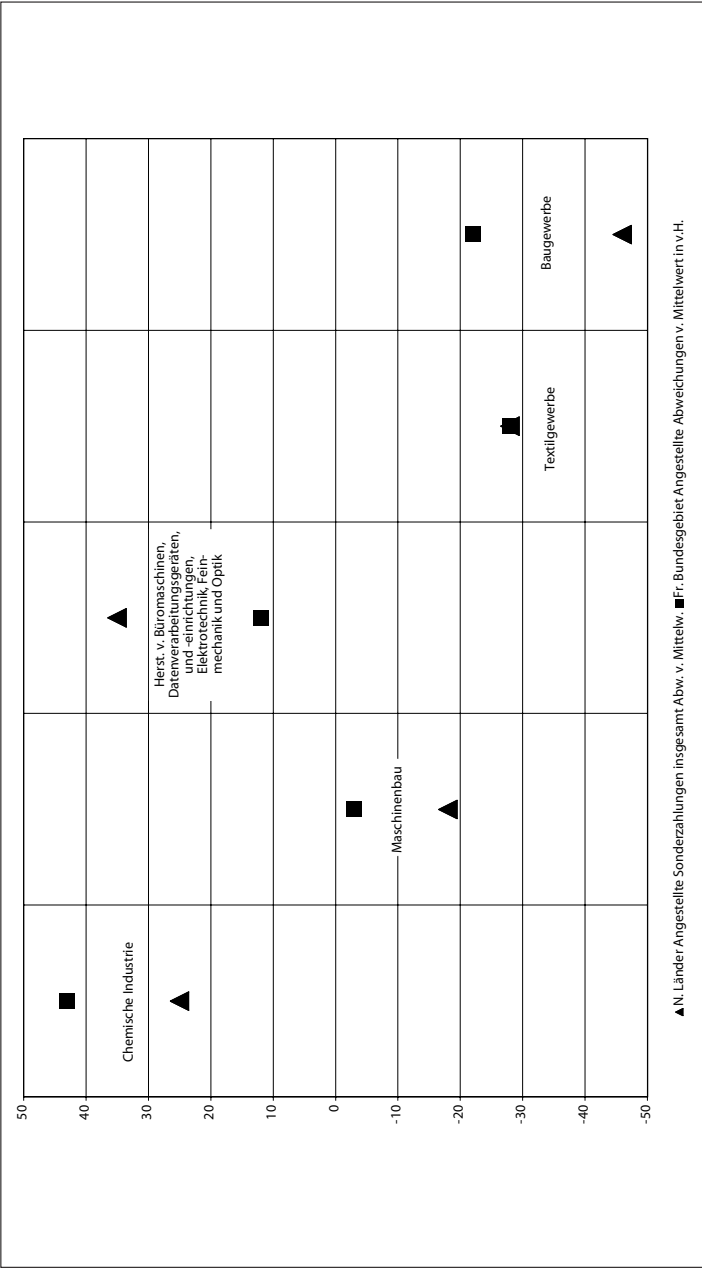 50
40
30
20
10
0
-10
-20
-30
-40
-50
Chemische Industrie
Maschinenbau
Herst. v. Büromaschinen,
Datenverarbeitungsgeräten,
und -einrichtungen,
Elektrotechnik, Fein-
mechanik und Optik
Textilgewerbe
Baugewerbe
▲N. Länder Angestellte Sonderzahlungen insgesamt Abw. v. Mittelw. ■Fr. Bundesgebiet Angestellte Abweichungen v. Mittelwert in v.H.